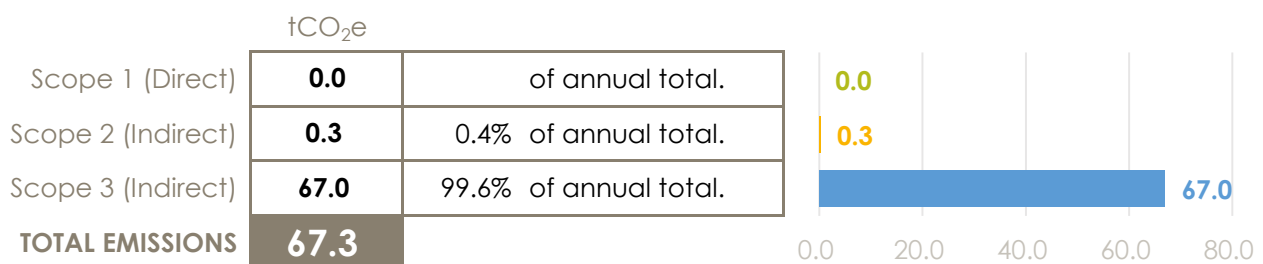 tCO₂e
Scope 1 (Direct) 0.0 of annual total. 0.0
Scope 2 (Indirect) 0.3 0.4% of annual total. 0.3
Scope 3 (Indirect) 67.0 99.6% of annual total. 67.0
TOTAL EMISSIONS 67.3
0.0 20.0 40.0 60.0 80.0